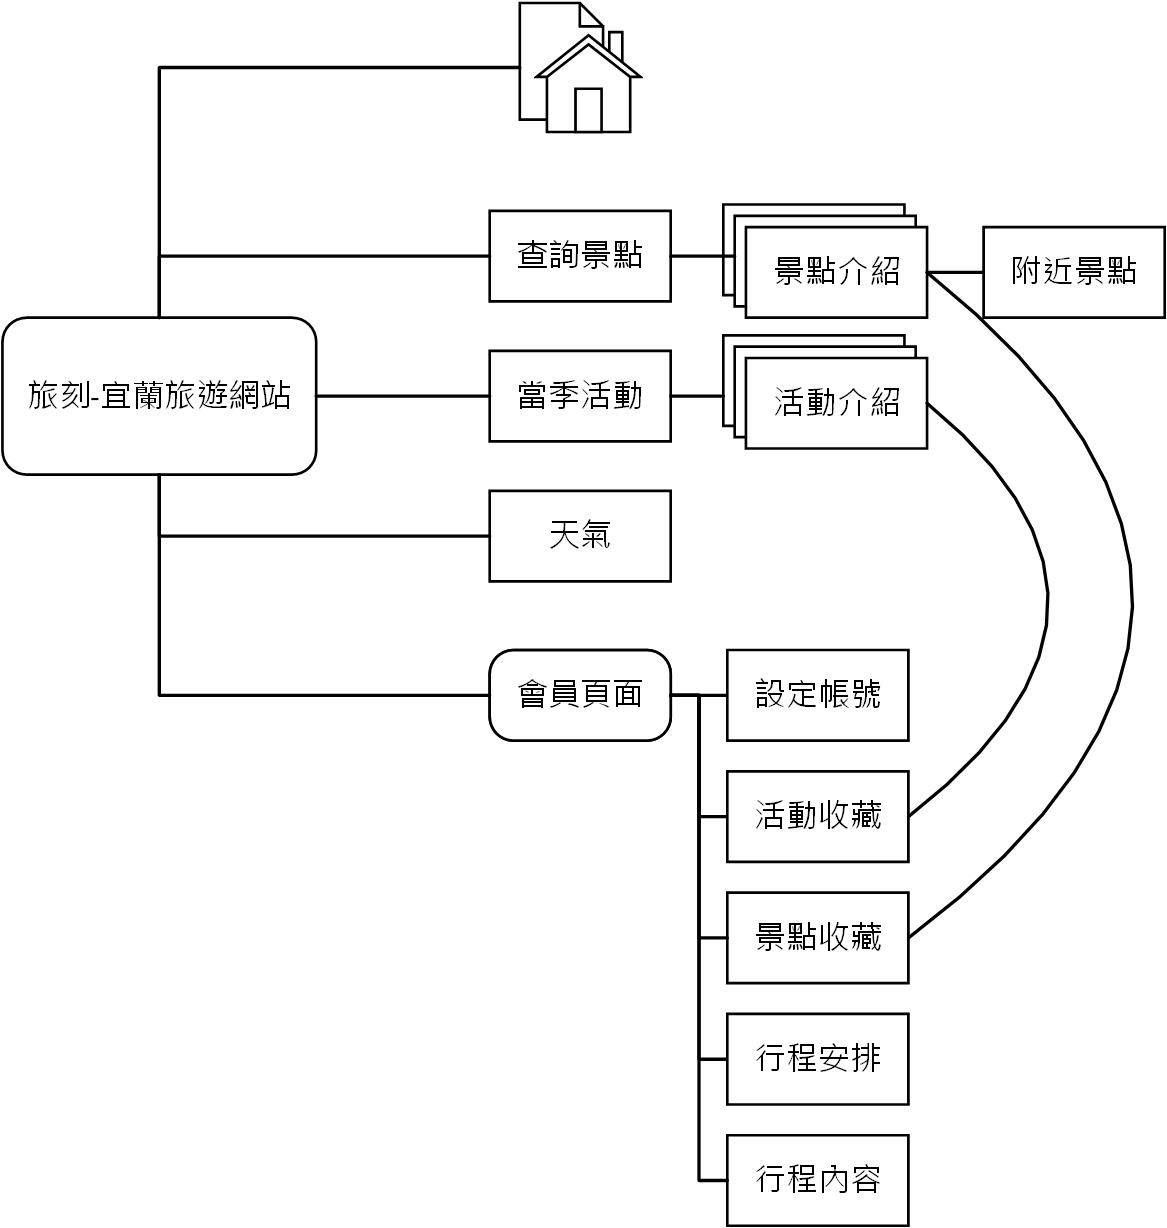 查詢景點
景點介紹
附近景點
旅刻-宜蘭旅遊網站
當季活動
活動介紹
天氣
會員頁面
設定帳號
活動收藏
景點收藏
行程安排
行程內容